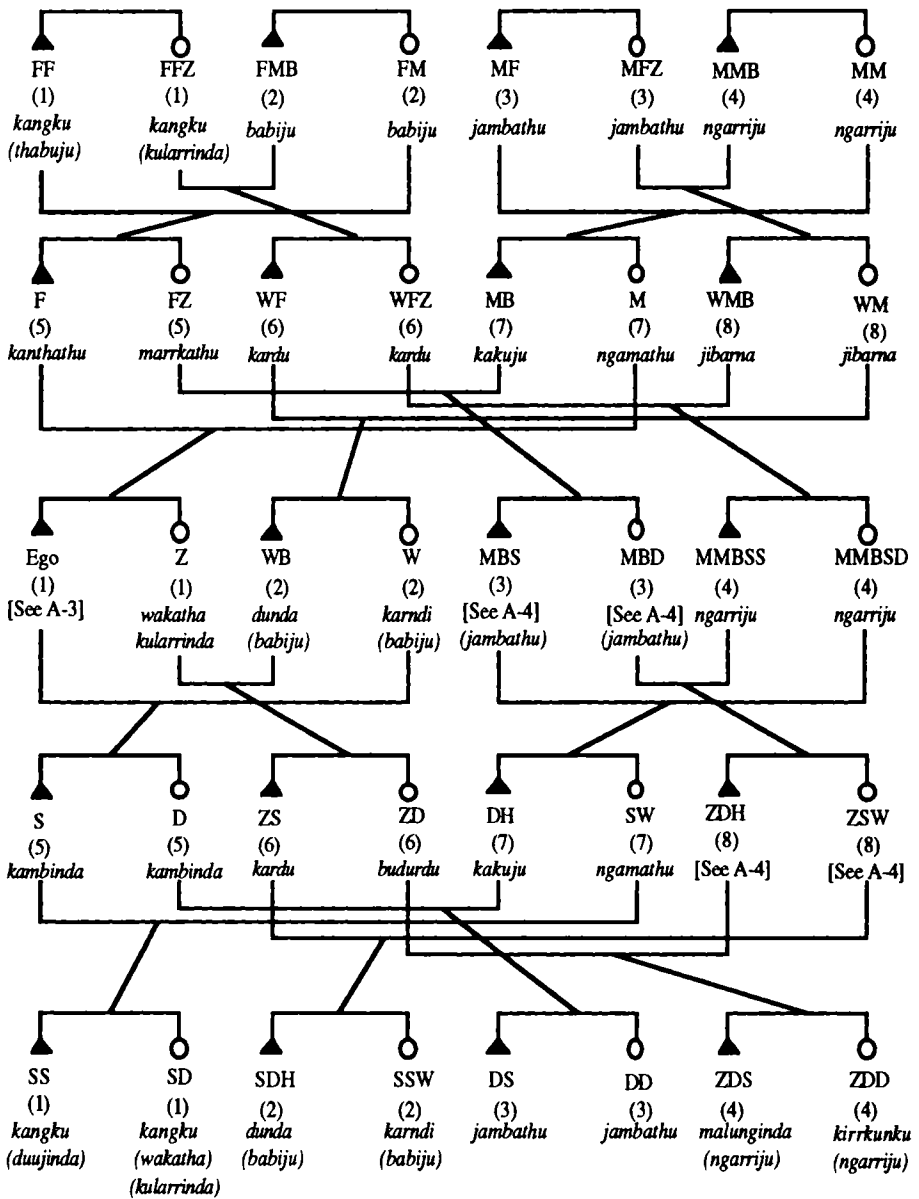 FF FFZ FMB FM MF MFZ MMB MM
(1) (1) (2) (2) (3) (3) (4) (4)
kangku kangku babiju babiju jambathu jambathu ngarriju ngarriju
(thabuju) (kularrinda)
F FZ WF WFZ MB M WMB WM
(5) (5) (6) (6) (7) (7) (8) (8)
kanthathu marrkathu kardu kardu kakuju ngamathu jibarna jibarna
Ego Z WB W MBS MBD MMBSS MMBSD
(1) (1) (2) (2) (3) (3) (4) (4)
[See A-3] wakatha dunda karndi [See A-4] [See A-4] ngarriju ngarriju
kularrinda (babiju) (babiju) (jambathu) (jambathu)
S D ZS ZD DH SW ZDH ZSW
(5) (5) (6) (6) (7) (7) (8) (8)
kambinda kambinda kardu budurdu kakuju ngamathu [See A-4] [See A-4]
SS SD SDH SSW DS DD ZDS ZDD
(1) (1) (2) (2) (3) (3) (4) (4)
kangku kangku dunda karndi jambathu jambathu malunginda kirrkunku
(duujinda) (wakatha) (babiju) (babiju) (ngarriju) (ngarriju)
(kularrinda)